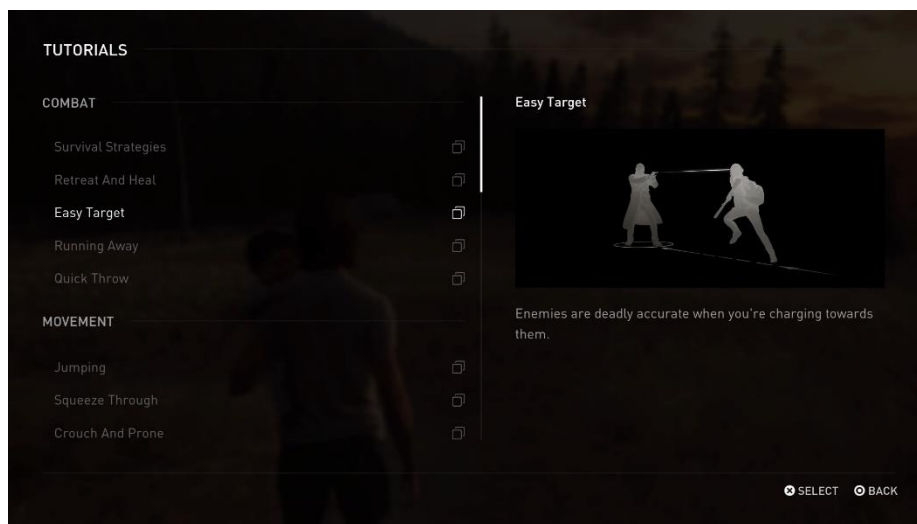 TUTORIALS
COMBAT
Survival Strategies
Retreat And Heal
Easy Target
Running Away
Quick Throw
MOVEMENT
Jumping
Squeeze Through
Crouch And Prone
Easy Target
Enemies are deadly accurate when you're charging towards
them.
SELECT BACK